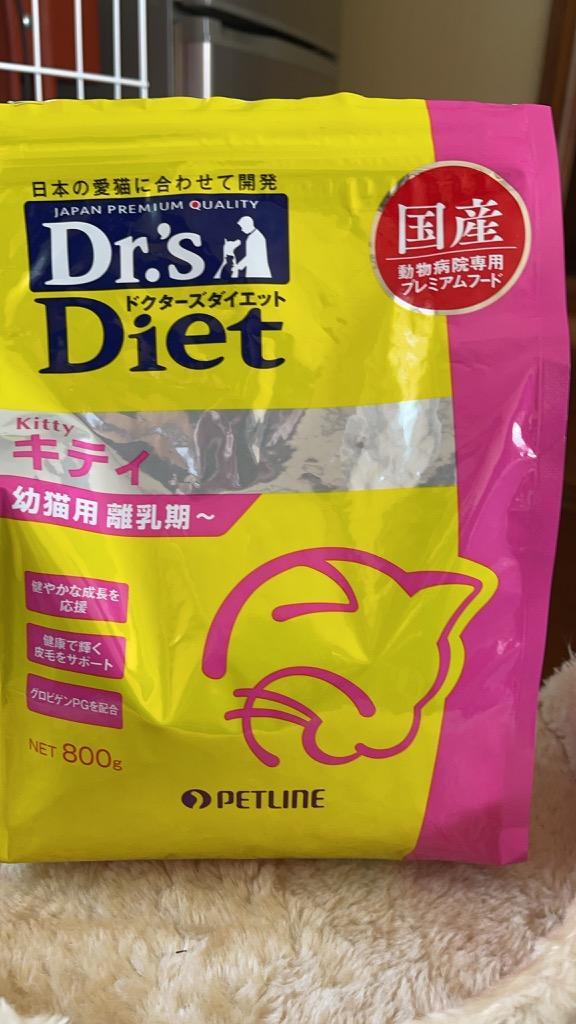 日本の愛猫に合わせて開発
JAPAN PREMIUM QUALITY
Dr.'s
ドクターズダイエット
Diet
国産
動物病院専用
プレミアムフード
Kitty
キティ
幼猫用 離乳期～
健やかな成長を
応援
健康で輝く
皮毛をサポート
グロビゲンPGを配合
NET 800g
PETLINE